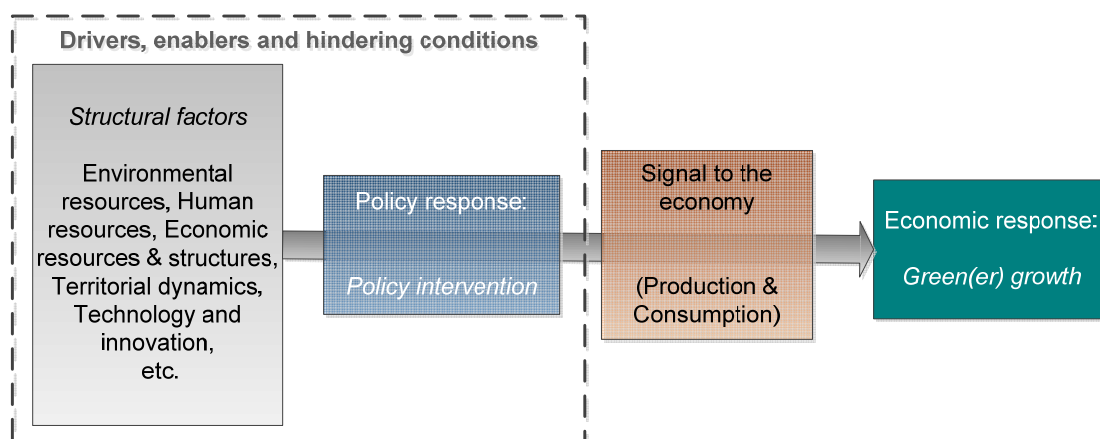 Drivers, enablers and hindering conditions
Structural factors
Environmental
resources, Human
resources, Economic
resources & structures,
Territorial dynamics,
Technology and
innovation,
etc.
Policy response:
Policy intervention
Signal to the
economy
(Production &
Consumption)
Economic response:
Green(er) growth